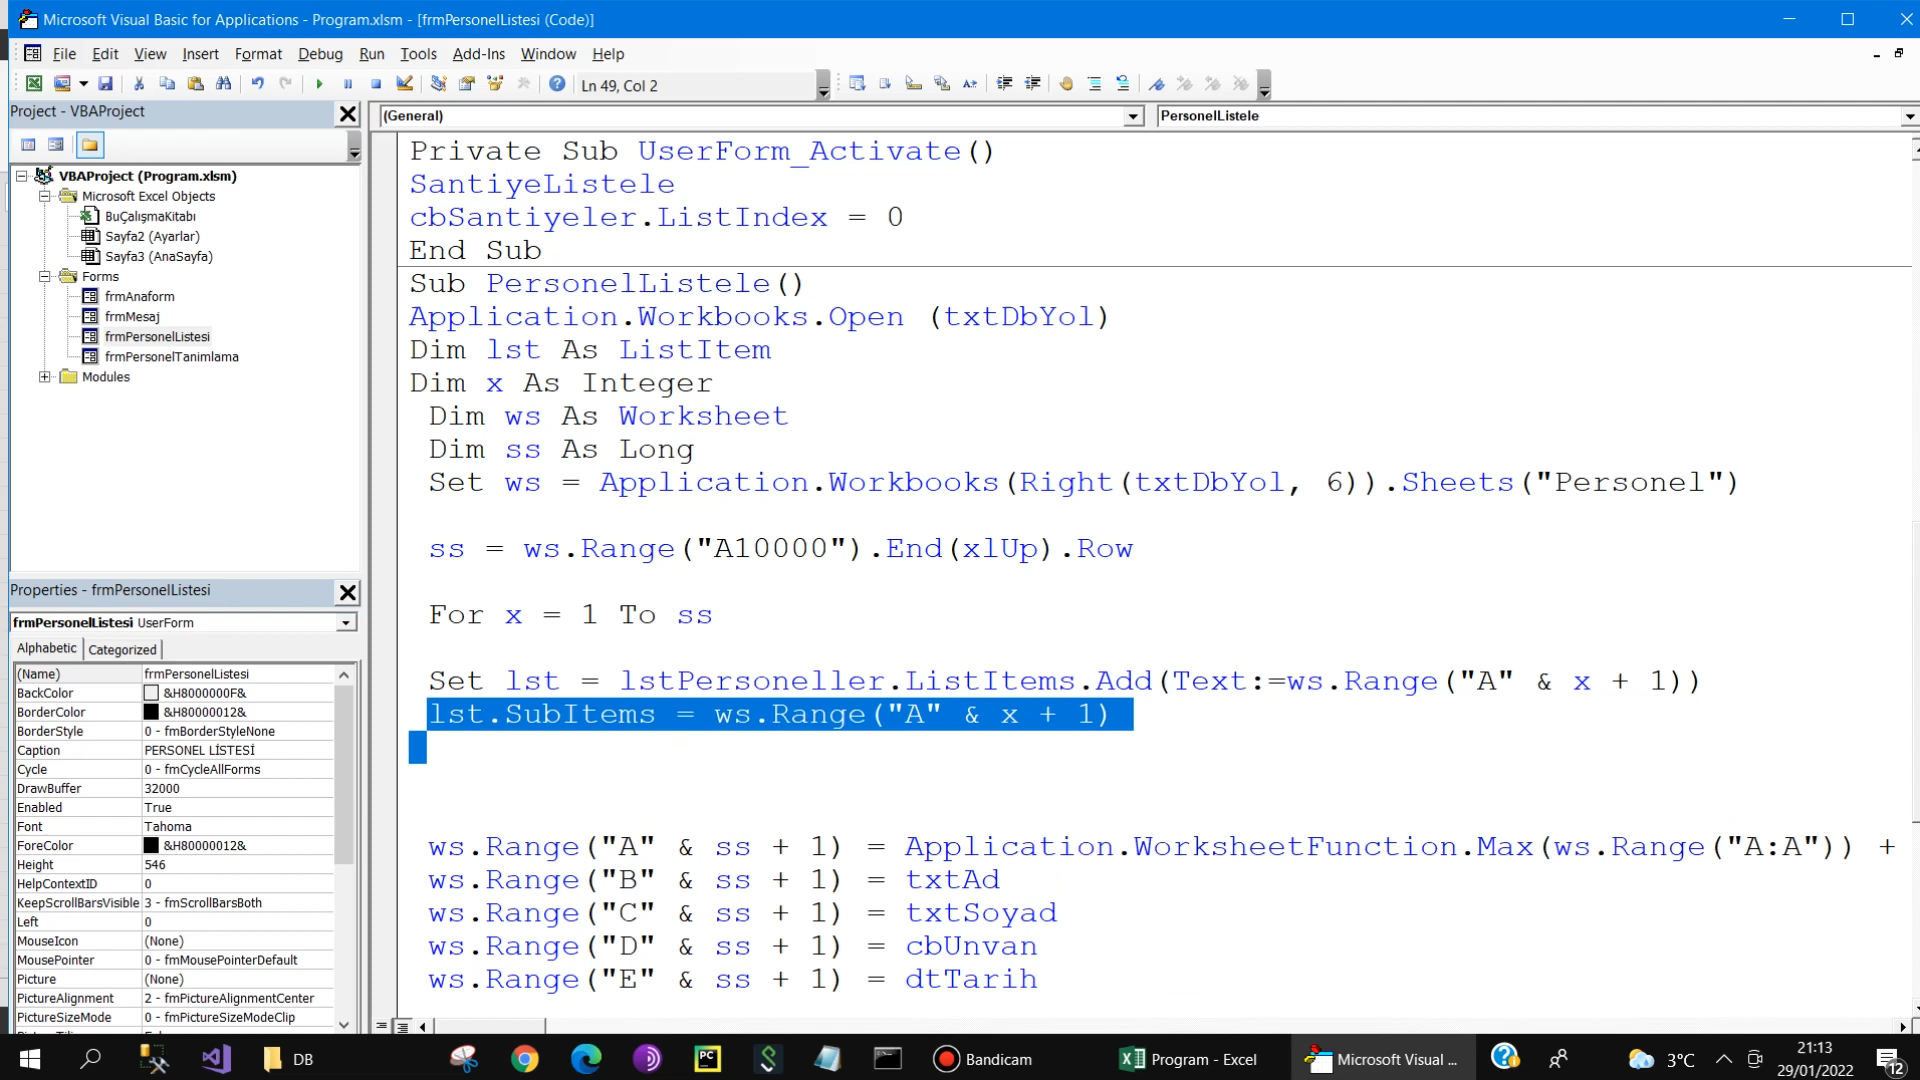 Microsoft Visual Basic for Applications - Program.xlsm - [frmPersonelListesi (Code)]
File Edit View Insert Format Debug Run Tools Add-Ins Window Help
Ln 49, Col 2
Project - VBAProject
(General)
PersonelListele
VBAProject (Program.xlsm)
Microsoft Excel Objects
BuÇalışmaKitabı
Sayfa2 (Ayarlar)
Sayfa3 (AnaSayfa)
Forms
frmAnaform
frmMesaj
frmPersonelListesi
frmPersonelTanimlama
Modules
Properties - frmPersonelListesi
frmPersonelListesi UserForm
Alphabetic Categorized
(Name) frmPersonelListesi
BackColor &H8000000F&
BorderColor &H80000012&
BorderStyle 0 - fmBorderStyleNone
Caption PERSONEL LİSTESİ
Cycle 0 - fmCycleAllForms
DrawBuffer 32000
Enabled True
Font Tahoma
ForeColor &H80000012&
Height 546
HelpContextID 0
KeepScrollBarsVisible 3 - fmScrollBarsBoth
Left 0
MouseIcon (None)
MousePointer 0 - fmMousePointerDefault
Picture (None)
PictureAlignment 2 - fmPictureAlignmentCenter
PictureSizeMode 0 - fmPictureSizeModeClip
Private Sub UserForm_Activate()
SantiyeListele
cbSantiyeler.ListIndex = 0
End Sub
Sub PersonelListele()
Application.Workbooks.Open (txtDbYol)
Dim lst As ListItem
Dim x As Integer
Dim ws As Worksheet
Dim ss As Long
Set ws = Application.Workbooks(Right(txtDbYol, 6)).Sheets("Personel")
ss = ws.Range("A10000").End(xlUp).Row
For x = 1 To ss
Set lst = lstPersoneller.ListItems.Add(Text:=ws.Range("A" & x + 1))
lst.SubItems = ws.Range("A" & x + 1)
ws.Range("A" & ss + 1) = Application.WorksheetFunction.Max(ws.Range("A:A")) +
ws.Range("B" & ss + 1) = txtAd
ws.Range("C" & ss + 1) = txtSoyad
ws.Range("D" & ss + 1) = cbUnvan
ws.Range("E" & ss + 1) = dtTarih
DB
PC
Bandicam
Program - Excel
Microsoft Visual ...
3°C
21:13
29/01/2022
12